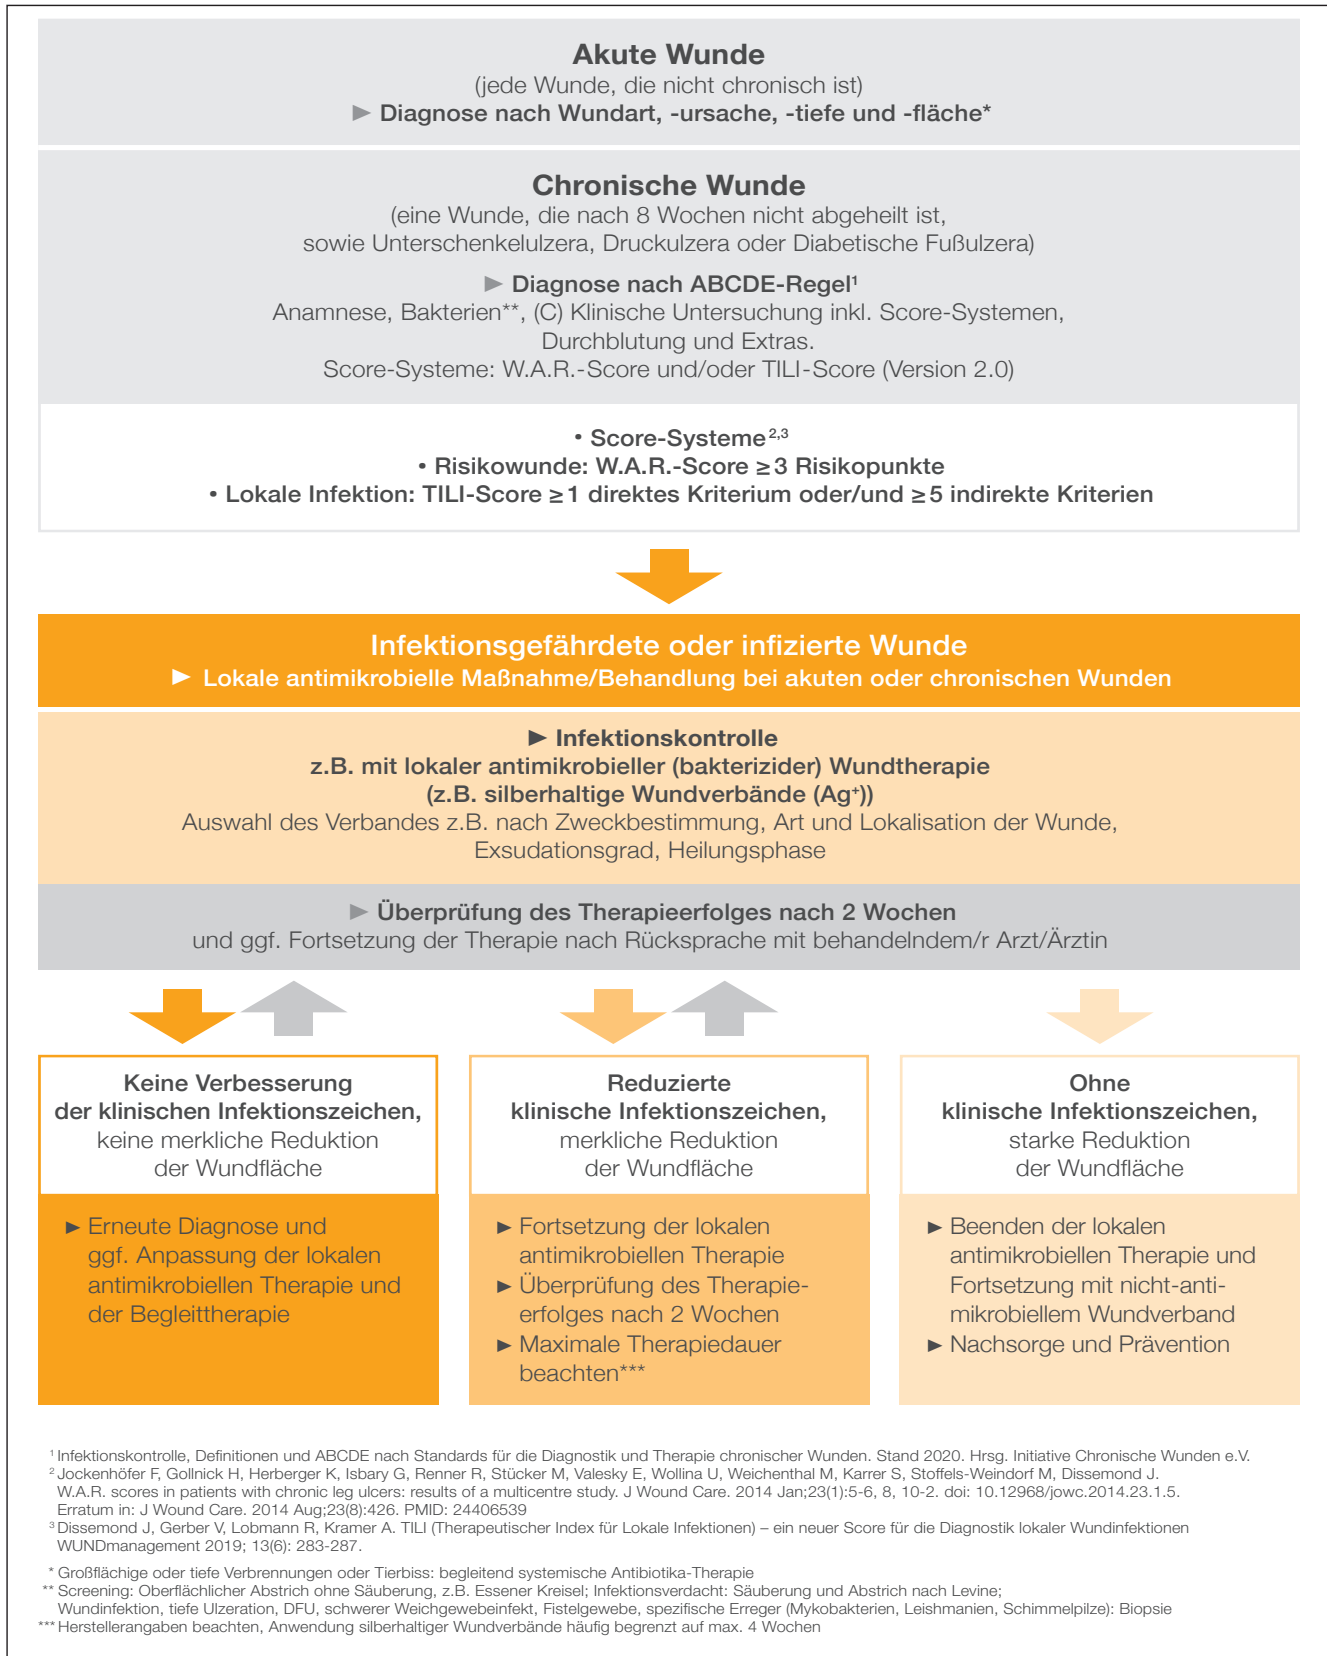 Akute Wunde
(jede Wunde, die nicht chronisch ist)
► Diagnose nach Wundart, -ursache, -tiefe und -fläche*
Chronische Wunde
(eine Wunde, die nach 8 Wochen nicht abgeheilt ist,
sowie Unterschenkelulzera, Druckulzera oder Diabetische Fußulzera)
► Diagnose nach ABCDE-Regel¹
Anamnese, Bakterien**, (C) Klinische Untersuchung inkl. Score-Systemen,
Durchblutung und Extras.
Score-Systeme: W.A.R.-Score und/oder TILI-Score (Version 2.0)
• Score-Systeme²,³
• Risikowunde: W.A.R.-Score ≥ 3 Risikopunkte
• Lokale Infektion: TILI-Score ≥ 1 direktes Kriterium oder/und ≥ 5 indirekte Kriterien
Infektionsgefährdete oder infizierte Wunde
► Lokale antimikrobielle Maßnahme/Behandlung bei akuten oder chronischen Wunden
► Infektionskontrolle
z.B. mit lokaler antimikrobieller (bakterizider) Wundtherapie
(z.B. silberhaltige Wundverbände (Ag⁺))
Auswahl des Verbandes z.B. nach Zweckbestimmung, Art und Lokalisation der Wunde,
Exsudationsgrad, Heilungsphase
► Überprüfung des Therapieerfolges nach 2 Wochen
und ggf. Fortsetzung der Therapie nach Rücksprache mit behandelndem/r Arzt/Ärztin
Keine Verbesserung
der klinischen Infektionszeichen,
keine merkliche Reduktion
der Wundfläche
► Erneute Diagnose und
ggf. Anpassung der lokalen
antimikrobiellen Therapie und
der Begleittherapie
Reduzierte
klinische Infektionszeichen,
merkliche Reduktion
der Wundfläche
► Fortsetzung der lokalen
antimikrobiellen Therapie
► Überprüfung des Therapie-
erfolges nach 2 Wochen
► Maximale Therapiedauer
beachten***
Ohne
klinische Infektionszeichen,
starke Reduktion
der Wundfläche
► Beenden der lokalen
antimikrobiellen Therapie und
Fortsetzung mit nicht-anti-
mikrobiellem Wundverband
► Nachsorge und Prävention
¹ Infektionskontrolle, Definitionen und ABCDE nach Standards für die Diagnostik und Therapie chronischer Wunden. Stand 2020. Hrsg. Initiative Chronische Wunden e.V.
² Jockenhöfer F, Gollnick H, Herberger K, Isbary G, Renner R, Stücker M, Valesky E, Wollina U, Weichenthal M, Karrer S, Stoffels-Weindorf M, Dissemond J.
W.A.R. scores in patients with chronic leg ulcers: results of a multicentre study. J Wound Care. 2014 Jan;23(1):5-6, 8, 10-2. doi: 10.12968/jowc.2014.23.1.5.
Erratum in: J Wound Care. 2014 Aug;23(8):426. PMID: 24406539
³ Dissemond J, Gerber V, Lobmann R, Kramer A. TILI (Therapeutischer Index für Lokale Infektionen) – ein neuer Score für die Diagnostik lokaler Wundinfektionen
WUNDmanagement 2019; 13(6): 283-287.
* Großflächige oder tiefe Verbrennungen oder Tierbiss: begleitend systemische Antibiotika-Therapie
** Screening: Oberflächlicher Abstrich ohne Säuberung, z.B. Essener Kreisel; Infektionsverdacht: Säuberung und Abstrich nach Levine;
Wundinfektion, tiefe Ulzeration, DFU, schwerer Weichgewebeinfekt, Fistelgewebe, spezifische Erreger (Mykobakterien, Leishmanien, Schimmelpilze): Biopsie
*** Herstellerangaben beachten, Anwendung silberhaltiger Wundverbände häufig begrenzt auf max. 4 Wochen